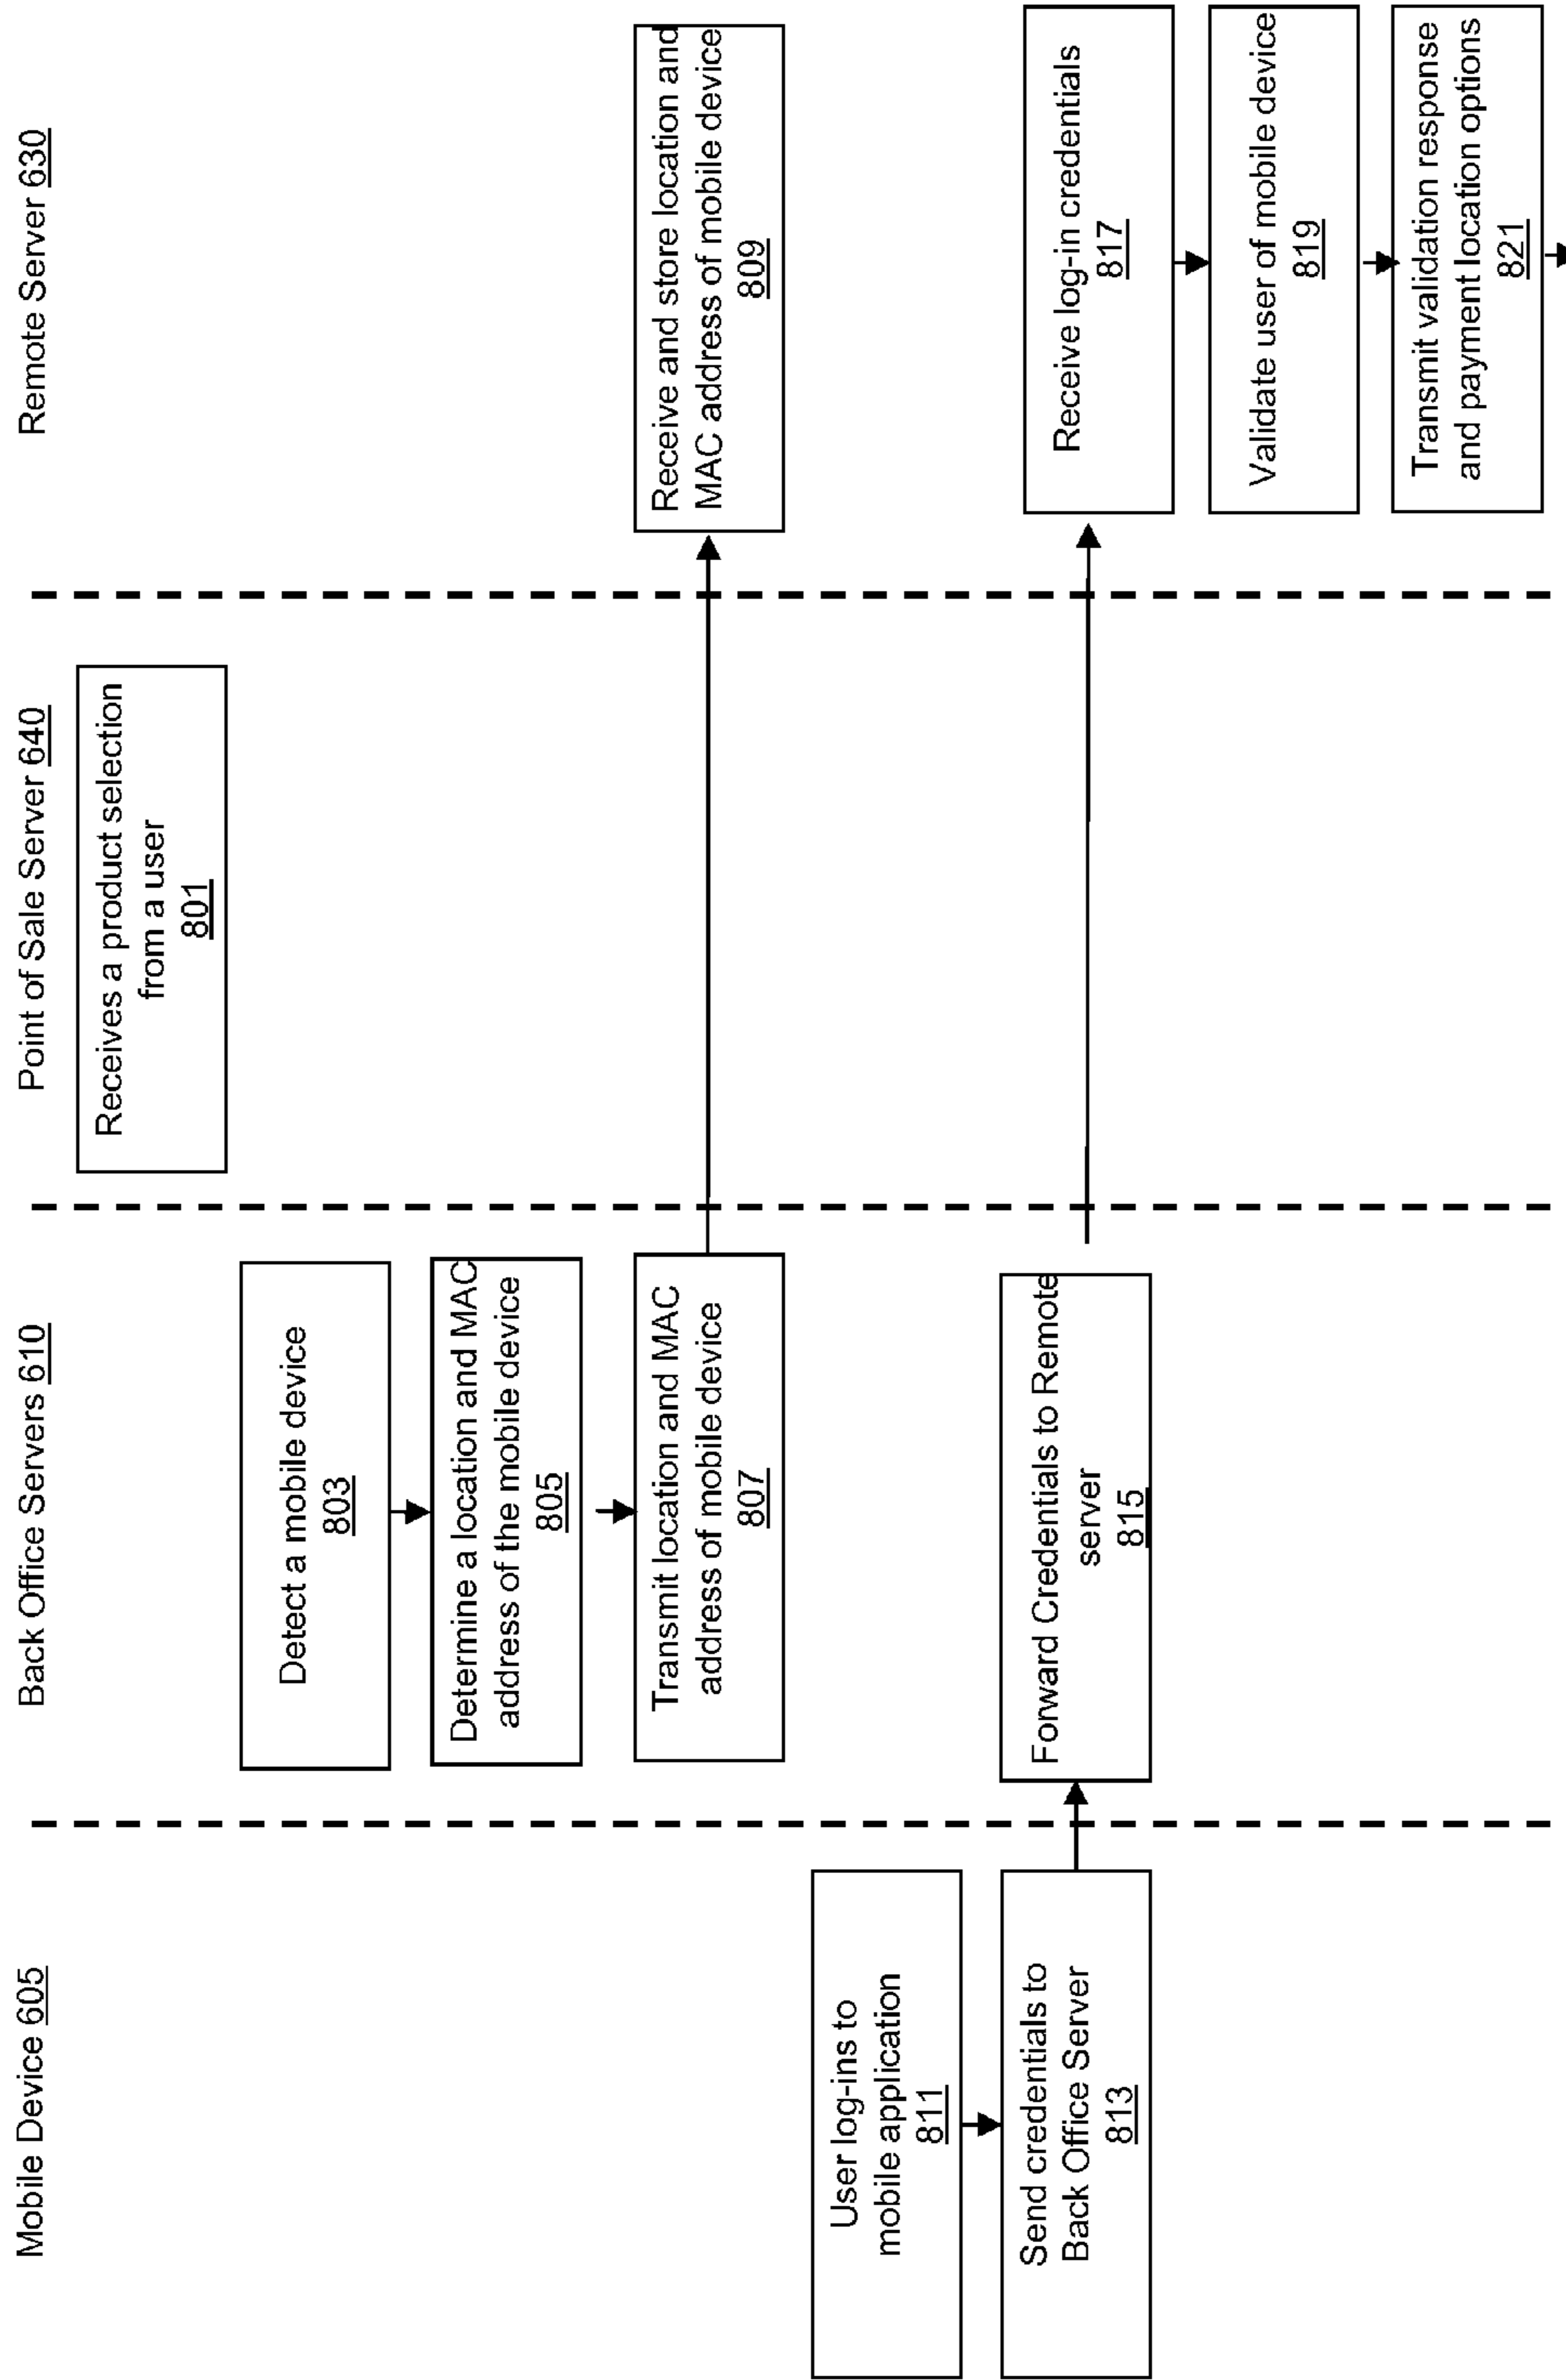 Mobile Device 605
Back Office Servers 610
Point of Sale Server 640
Remote Server 630
Receives a product selection
from a user
801
Detect a mobile device
803
Determine a location and MAC
address of the mobile device
805
Transmit location and MAC
address of mobile device
807
Receive and store location and
MAC address of mobile device
809
User log-ins to
mobile application
811
Send credentials to
Back Office Server
813
Forward Credentials to Remote
server
815
Receive log-in credentials
817
Validate user of mobile device
819
Transmit validation response
and payment location options
821